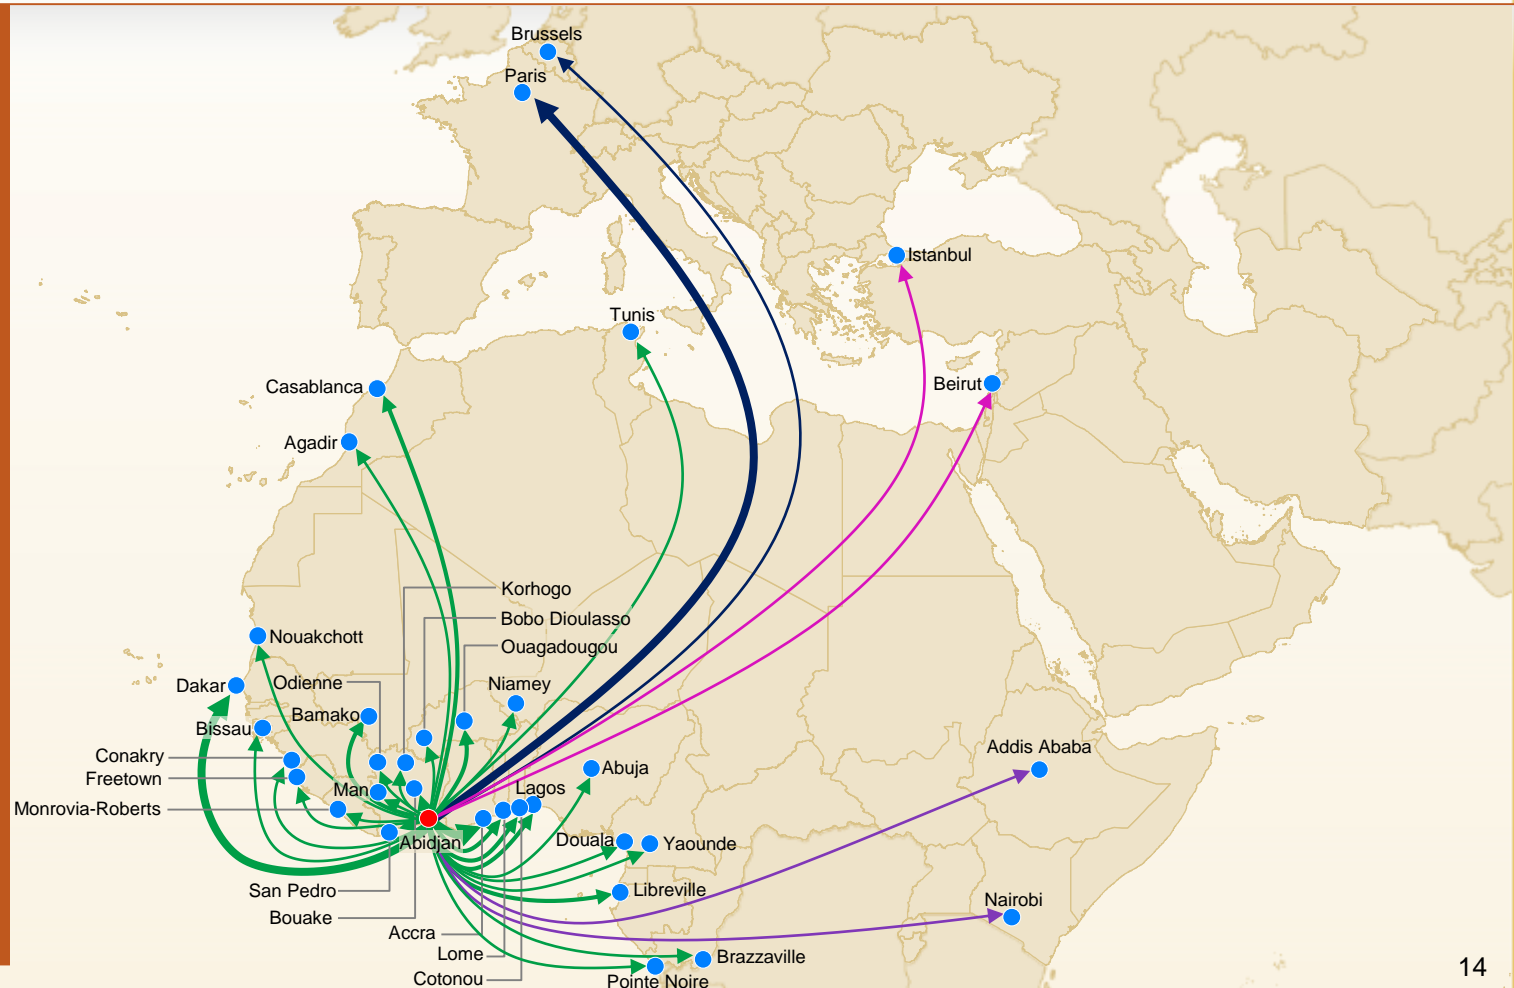 Brussels
Paris
Istanbul
Tunis
Beirut
Casablanca
Agadir
Korhogo
Bobo Dioulasso
Nouakchott
Ouagadougou
Dakar
Odienne
Niamey
Bamako
Bissau
Addis Ababa
Conakry
Abuja
Freetown
Man
Lagos
Monrovia-Roberts
Abidjan
Douala
Yaounde
San Pedro
Libreville
Nairobi
Bouake
Accra
Lome
Brazzaville
Cotonou
Pointe Noire
14